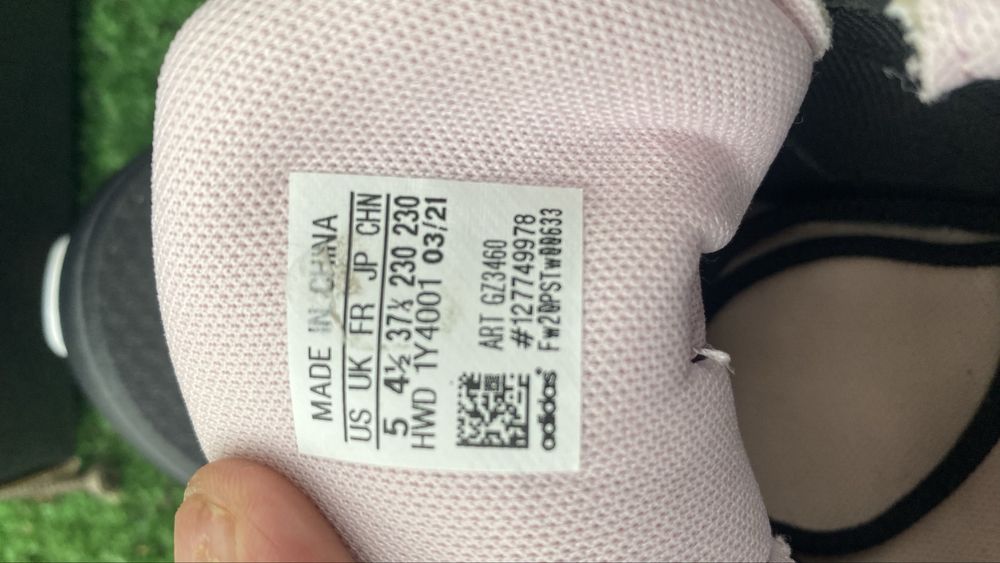 MADE IN CHINA
US UK FR JP CHN
5 4½ 37⅓ 230 230
HWD 1Y4001 03/21
ART GZ3460
#1277749978
Fw20PSTw00633
adidas